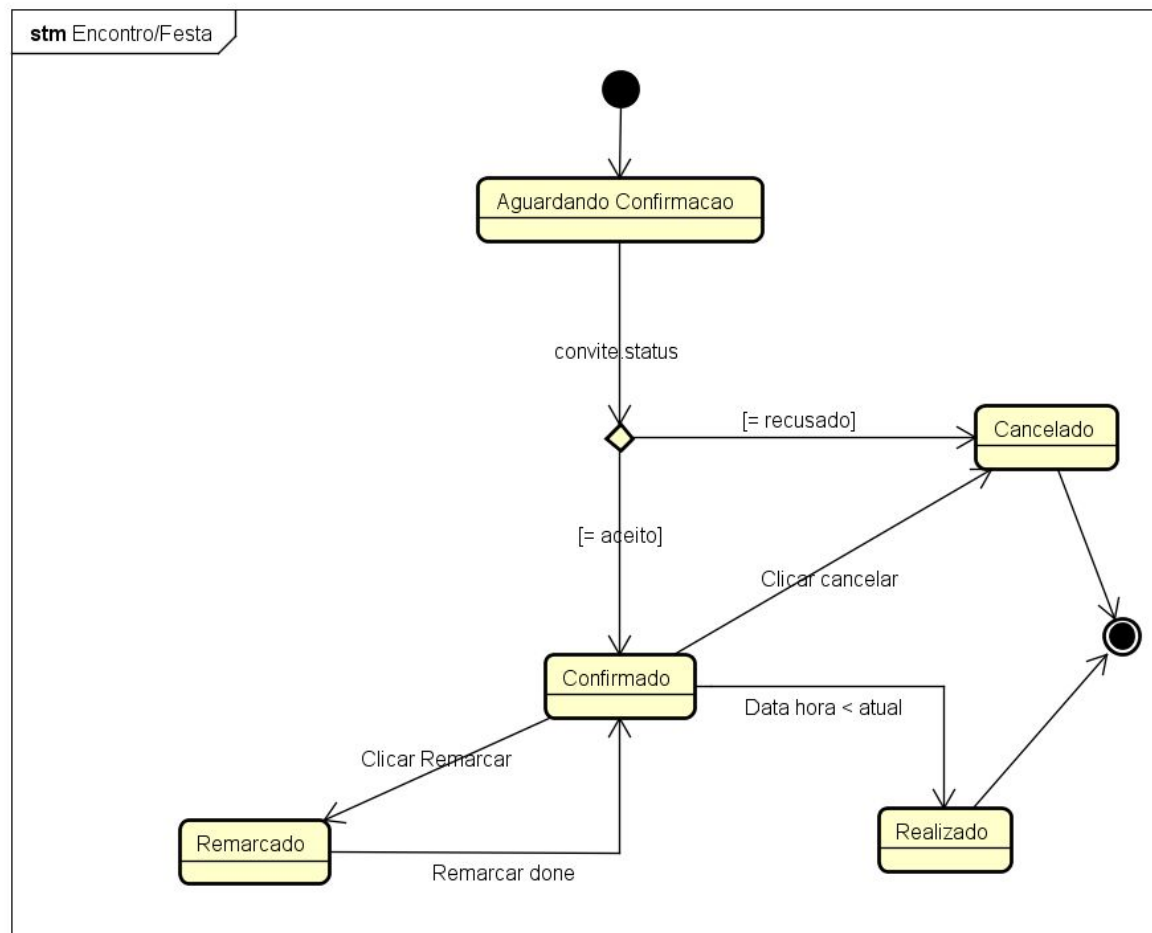 stm Encontro/Festa
Aguardando Confirmacao
convite.status
[= recusado]
Cancelado
[= aceito]
Clicar cancelar
Confirmado
Data hora < atual
Clicar Remarcar
Remarcado
Realizado
Remarcar done